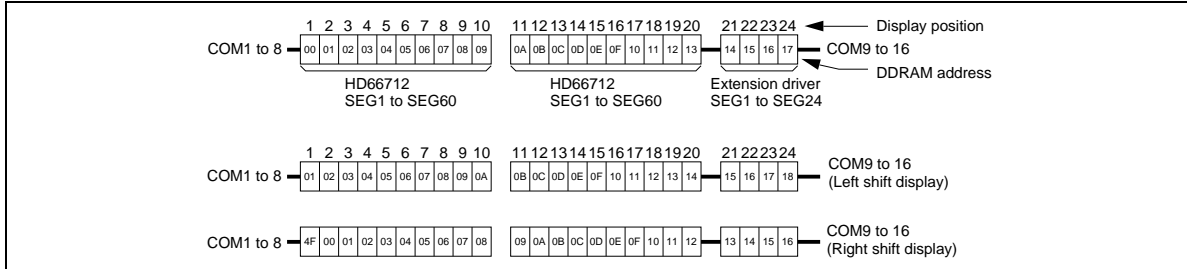 1 2 3 4 5 6 7 8 9 10 11 12 13 14 15 16 17 18 19 20 21 22 23 24 Display position
COM1 to 8 00 01 02 03 04 05 06 07 08 09 0A 0B 0C 0D 0E 0F 10 11 12 13 14 15 16 17 COM9 to 16
DDRAM address
HD66712 HD66712 Extension driver
SEG1 to SEG60 SEG1 to SEG60 SEG1 to SEG24
1 2 3 4 5 6 7 8 9 10 11 12 13 14 15 16 17 18 19 20 21 22 23 24
COM1 to 8 01 02 03 04 05 06 07 08 09 0A 0B 0C 0D 0E 0F 10 11 12 13 14 15 16 17 18 COM9 to 16
(Left shift display)
COM1 to 8 4F 00 01 02 03 04 05 06 07 08 09 0A 0B 0C 0D 0E 0F 10 11 12 13 14 15 16 COM9 to 16
(Right shift display)